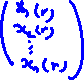 x₁(r)
x₂(r)
⋮
xₙ(r)